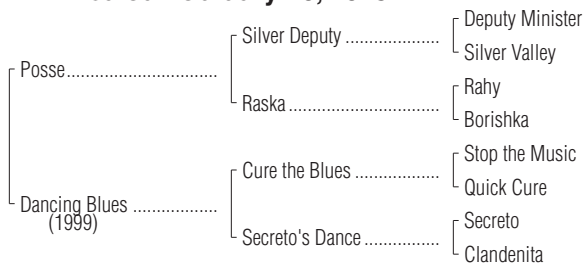 Deputy Minister
Silver Deputy ....................
Silver Valley
Posse..............................
Rahy
Raska ..............................
Borishka
Stop the Music
Cure the Blues ..................
Quick Cure
Dancing Blues .................
(1999)
Secreto
Secreto's Dance ................
Clandenita